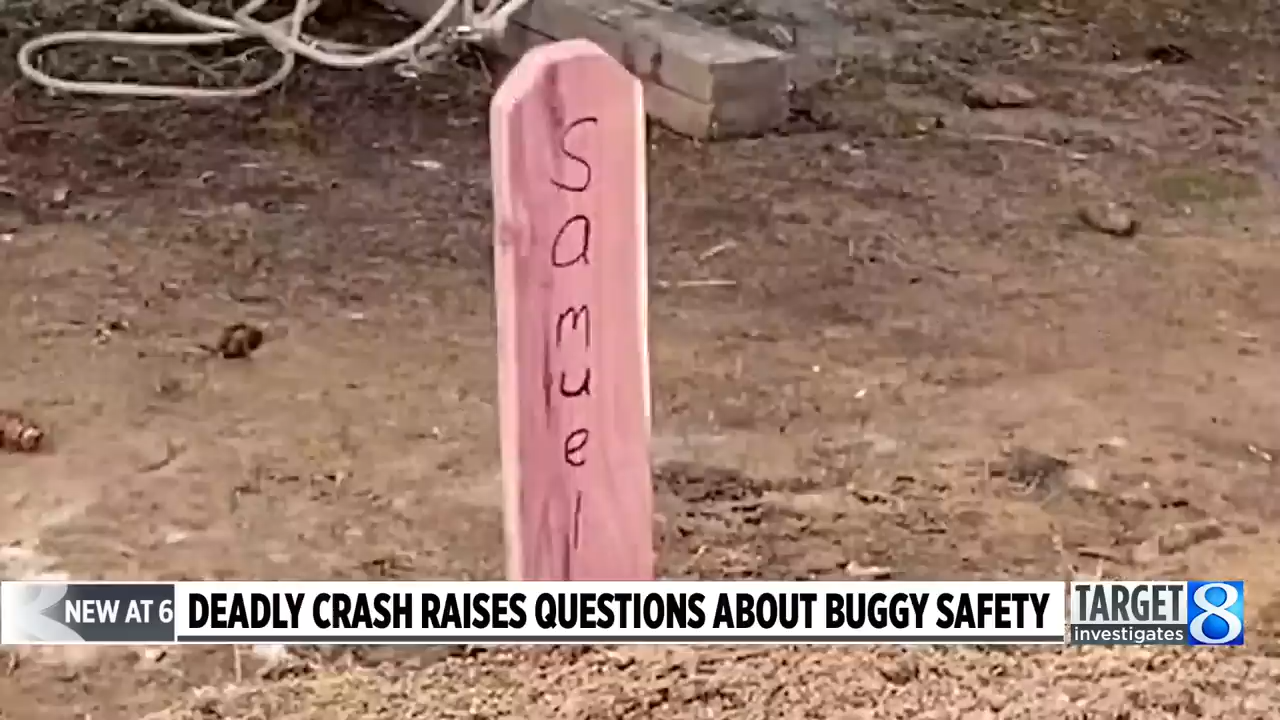 Samuel
NEW AT 6
DEADLY CRASH RAISES QUESTIONS ABOUT BUGGY SAFETY
TARGET 8
investigates